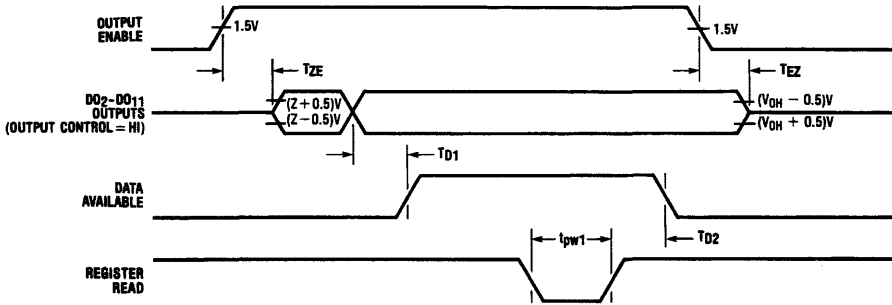 OUTPUT
ENABLE
1.5V
1.5V
TZE
TEZ
DO2-DO11
OUTPUTS
(OUTPUT CONTROL = HI)
(Z + 0.5)V
(Z - 0.5)V
(VOH - 0.5)V
(VOH + 0.5)V
TD1
DATA
AVAILABLE
tpw1
TD2
REGISTER
READ